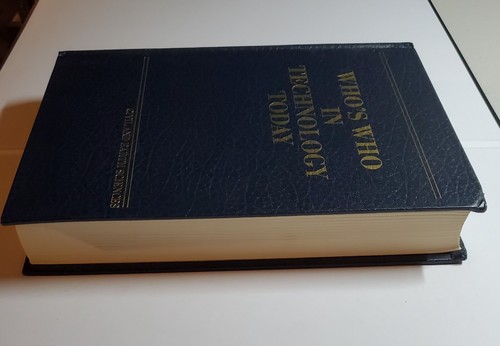 WHO'S WHO
IN
TECHNOLOGY
TODAY
SCIENCES